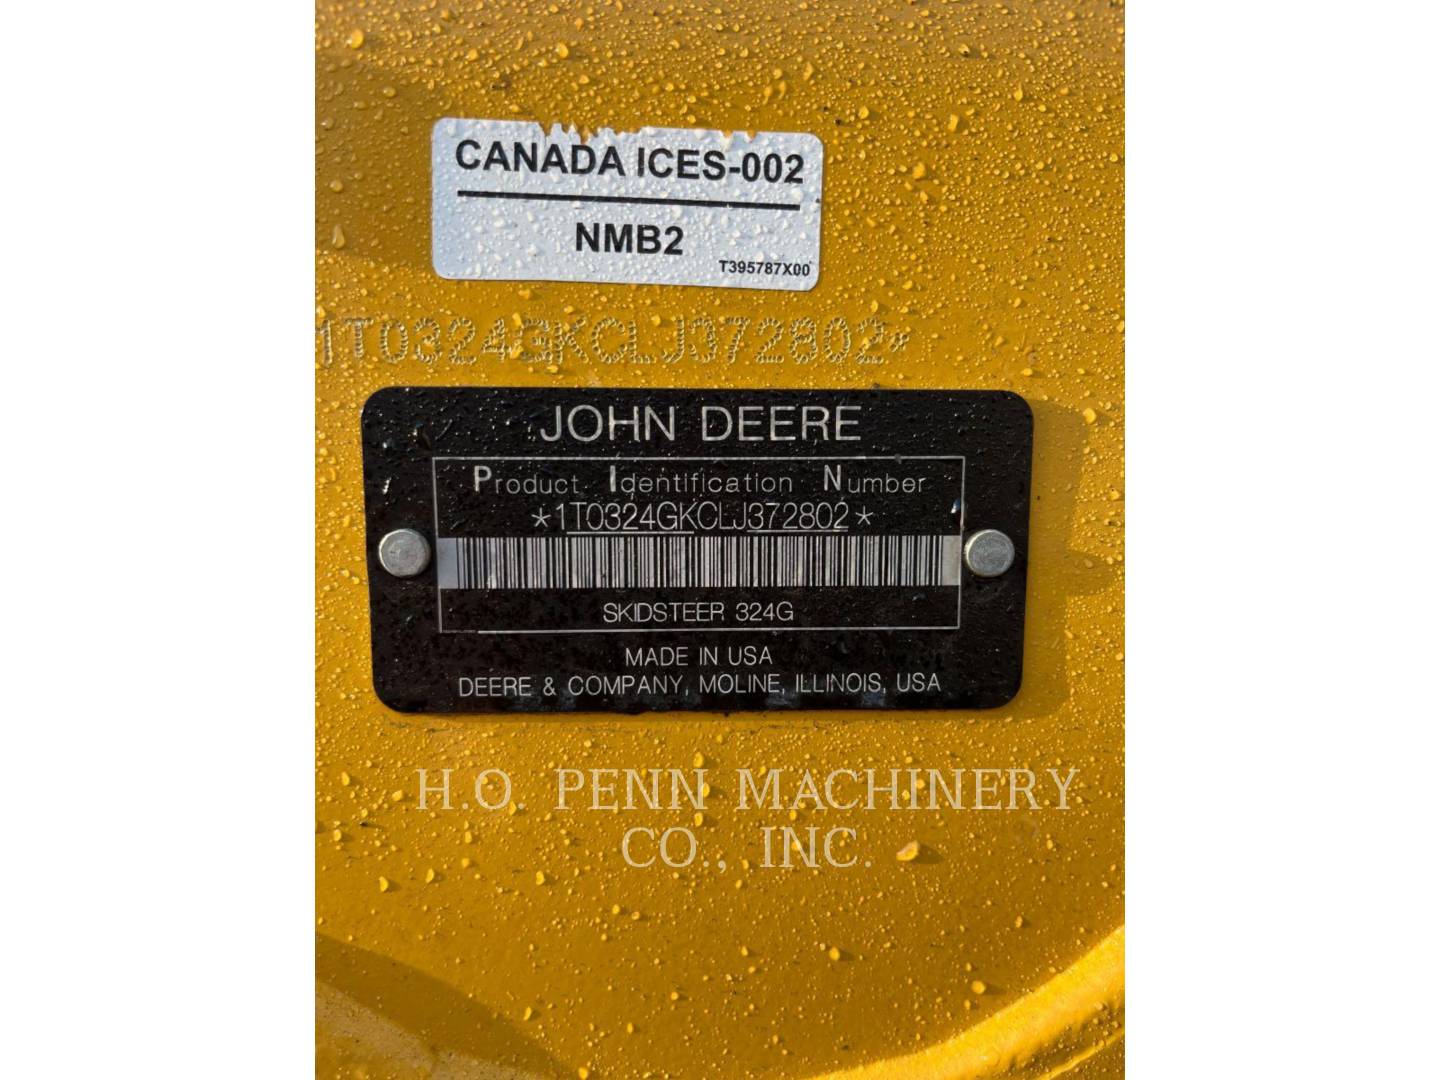 CANADA ICES-002
NMB2
T395787X00
1T0324GKCLJ372802*
JOHN DEERE
Product Identification Number
*1T0324GKCLJ372802*
SKIDSTEER 324G
MADE IN USA
DEERE & COMPANY, MOLINE, ILLINOIS, USA
H.O. PENN MACHINERY
CO., INC.